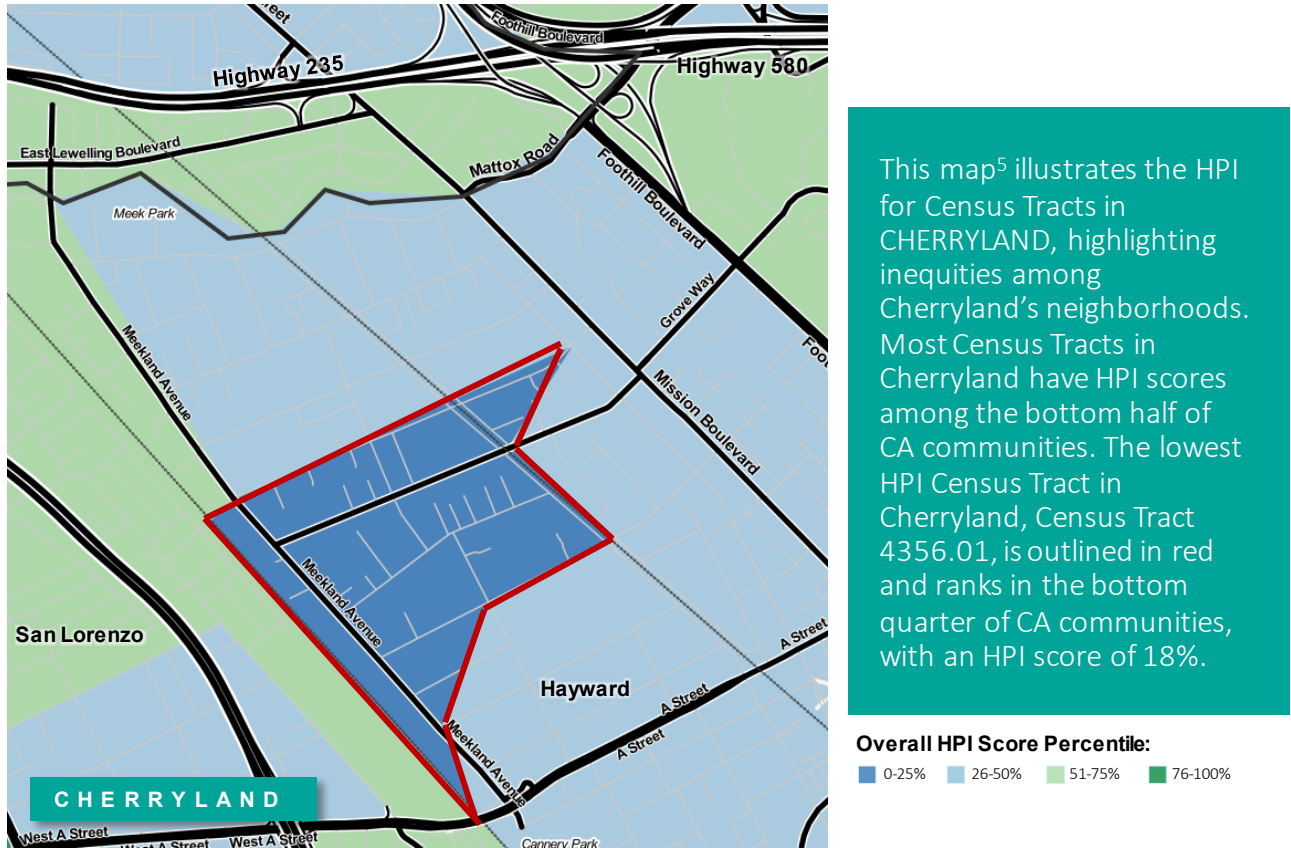 Street
Foothill Boulevard
Highway 235
Highway 580
East Lewelling Boulevard
Mattox Road
Foothill Boulevard
Meek Park
Grove Way
Foot
Meekland Avenue
Mission Boulevard
Meekland Avenue
San Lorenzo
Hayward
A Street
A Street
A Street
Meekland Avenue
CHERRYLAND
West A Street
West A Street
West A Street
Cannery Park
This map⁵ illustrates the HPI
for Census Tracts in
CHERRYLAND, highlighting
inequities among
Cherryland’s neighborhoods.
Most Census Tracts in
Cherryland have HPI scores
among the bottom half of
CA communities. The lowest
HPI Census Tract in
Cherryland, Census Tract
4356.01, is outlined in red
and ranks in the bottom
quarter of CA communities,
with an HPI score of 18%.
Overall HPI Score Percentile:
0-25% 26-50% 51-75% 76-100%